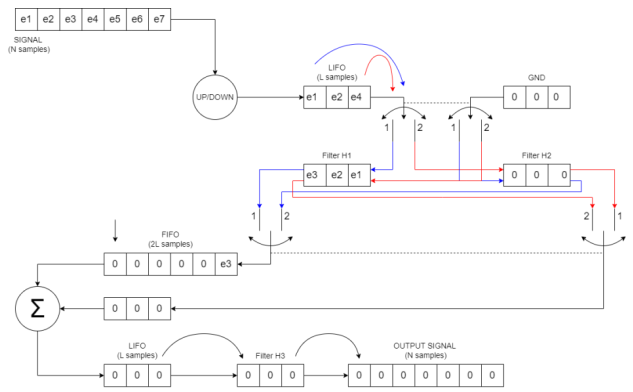 e1 e2 e3 e4 e5 e6 e7
SIGNAL
(N samples)
UP/DOWN
LIFO
(L samples)
e1 e2 e4
GND
0 0 0
1 2 1 2
Filter H1
e3 e2 e1
Filter H2
0 0 0
1 2 2 1
FIFO
(2L samples)
0 0 0 0 0 e3
Σ
0 0 0
LIFO
(L samples)
0 0 0
Filter H3
0 0 0
OUTPUT SIGNAL
(N samples)
0 0 0 0 0 0 0